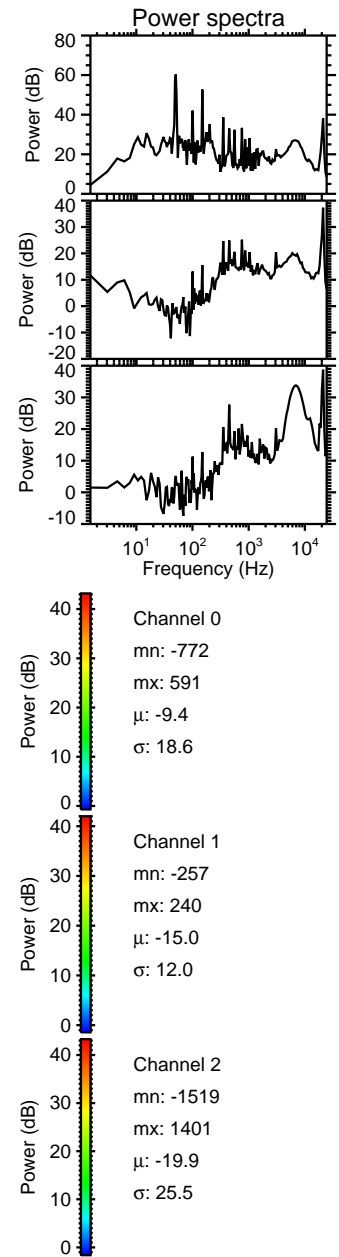 Power spectra
80
60
40
20
0
Power (dB)
40
30
20
10
0
-10
-20
Power (dB)
40
30
20
10
0
-10
Power (dB)
10¹ 10² 10³ 10⁴
Frequency (Hz)
40
30
20
10
0
Power (dB)
Channel 0
mn: -772
mx: 591
μ: -9.4
σ: 18.6
40
30
20
10
0
Power (dB)
Channel 1
mn: -257
mx: 240
μ: -15.0
σ: 12.0
40
30
20
10
0
Power (dB)
Channel 2
mn: -1519
mx: 1401
μ: -19.9
σ: 25.5